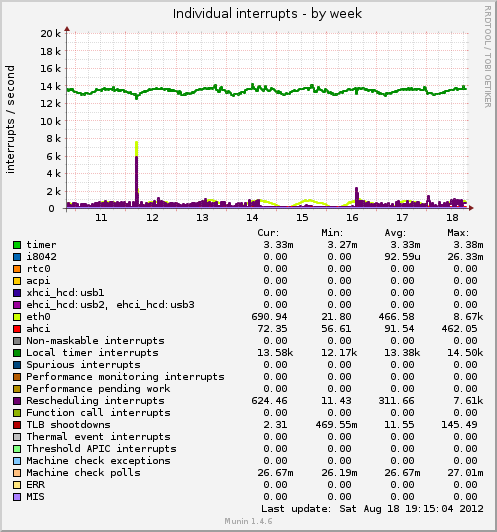 Individual interrupts - by week
RRDTOOL / TOBI OETIKER
interrupts / second
20 k
18 k
16 k
14 k
12 k
10 k
8 k
6 k
4 k
2 k
0
11 12 13 14 15 16 17 18
Cur: Min: Avg: Max:
timer 3.33m 3.27m 3.33m 3.38m
i8042 0.00 0.00 92.59u 26.33m
rtc0 0.00 0.00 0.00 0.00
acpi 0.00 0.00 0.00 0.00
xhci_hcd:usb1 0.00 0.00 0.00 0.00
ehci_hcd:usb2, ehci_hcd:usb3 0.00 0.00 0.00 0.00
eth0 690.94 21.80 466.58 8.67k
ahci 72.35 56.61 91.54 462.05
Non-maskable interrupts 0.00 0.00 0.00 0.00
Local timer interrupts 13.58k 12.17k 13.38k 14.50k
Spurious interrupts 0.00 0.00 0.00 0.00
Performance monitoring interrupts 0.00 0.00 0.00 0.00
Performance pending work 0.00 0.00 0.00 0.00
Rescheduling interrupts 624.46 11.43 311.66 7.61k
Function call interrupts 0.00 0.00 0.00 0.00
TLB shootdowns 2.31 469.55m 11.55 145.49
Thermal event interrupts 0.00 0.00 0.00 0.00
Threshold APIC interrupts 0.00 0.00 0.00 0.00
Machine check exceptions 0.00 0.00 0.00 0.00
Machine check polls 26.67m 26.19m 26.67m 27.01m
ERR 0.00 0.00 0.00 0.00
MIS 0.00 0.00 0.00 0.00
Last update: Sat Aug 18 19:15:04 2012
Munin 1.4.6